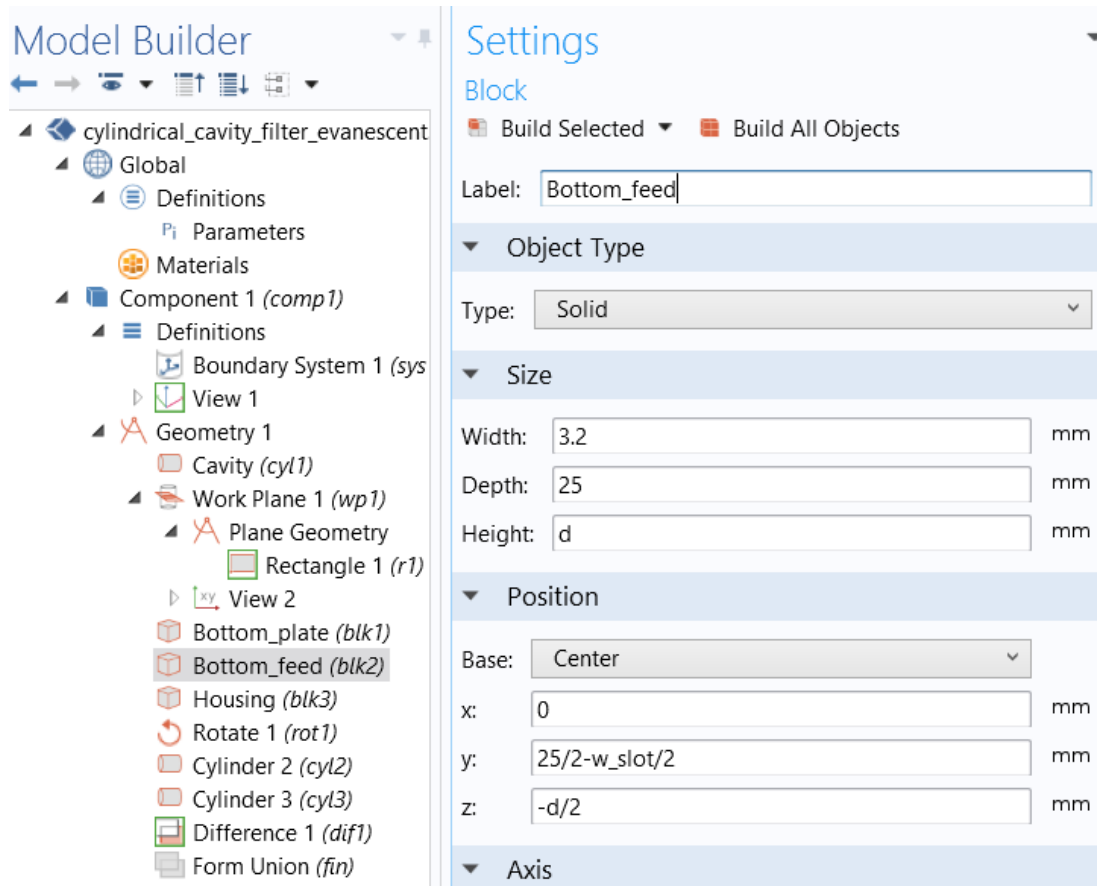 Model Builder
cylindrical_cavity_filter_evanescent
Global
Definitions
Pi Parameters
Materials
Component 1 (comp1)
Definitions
Boundary System 1 (sys
View 1
Geometry 1
Cavity (cyl1)
Work Plane 1 (wp1)
Plane Geometry
Rectangle 1 (r1)
xy View 2
Bottom_plate (blk1)
Bottom_feed (blk2)
Housing (blk3)
Rotate 1 (rot1)
Cylinder 2 (cyl2)
Cylinder 3 (cyl3)
Difference 1 (dif1)
Form Union (fin)
Settings
Block
Build Selected Build All Objects
Label: Bottom_feed
Object Type
Type: Solid
Size
Width: 3.2 mm
Depth: 25 mm
Height: d mm
Position
Base: Center
x: 0 mm
y: 25/2-w_slot/2 mm
z: -d/2 mm
Axis